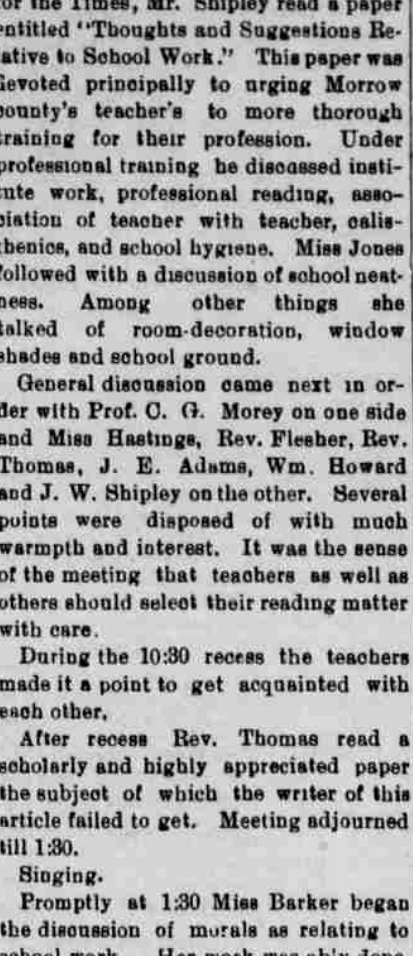 for the Times, Mr. Shipley read a paper
entitled "Thoughts and Suggestions Re-
lative to School Work." This paper was
devoted principally to urging Morrow
county's teacher's to more thorough
training for their profession. Under
professional training he discussed insti-
tute work, professional reading, asso-
ciation of teacher with teacher, calis-
thenics, and school hygiene. Miss Jones
followed with a discussion of school neat-
ness. Among other things she
talked of room-decoration, window
shades and school ground.
General discussion came next in or-
der with Prof. C. G. Morey on one side
and Miss Hastings, Rev. Flesher, Rev.
Thomas, J. E. Adams, Wm. Howard
and J. W. Shipley on the other. Several
points were disposed of with much
warmpth and interest. It was the sense
of the meeting that teachers as well as
others should select their reading matter
with care.
During the 10:30 recess the teachers
made it a point to get acquainted with
each other.
After recess Rev. Thomas read a
scholarly and highly appreciated paper
the subject of which the writer of this
article failed to get. Meeting adjourned
till 1:30.
Singing.
Promptly at 1:30 Miss Barker began
the discussion of morals as relating to
school work. Her work was ably done